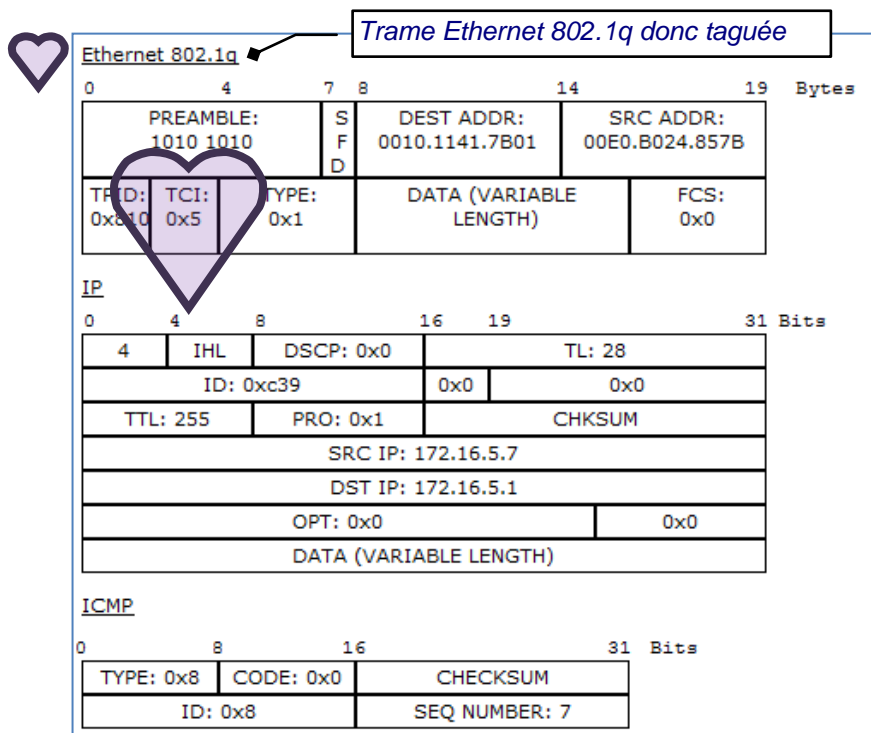 Trame Ethernet 802.1q donc taguée
Ethernet 802.1q
0 4 7 8 14 19 Bytes
PREAMBLE: 1010 1010
SFD
DEST ADDR: 0010.1141.7B01
SRC ADDR: 00E0.B024.857B
TPID: 0x810
TCI: 0x5
TYPE: 0x1
DATA (VARIABLE LENGTH)
FCS: 0x0
IP
0 4 8 16 19 31 Bits
4 IHL DSCP: 0x0 TL: 28
ID: 0xc39 0x0 0x0
TTL: 255 PRO: 0x1 CHKSUM
SRC IP: 172.16.5.7
DST IP: 172.16.5.1
OPT: 0x0 0x0
DATA (VARIABLE LENGTH)
ICMP
0 8 16 31 Bits
TYPE: 0x8 CODE: 0x0 CHECKSUM
ID: 0x8 SEQ NUMBER: 7